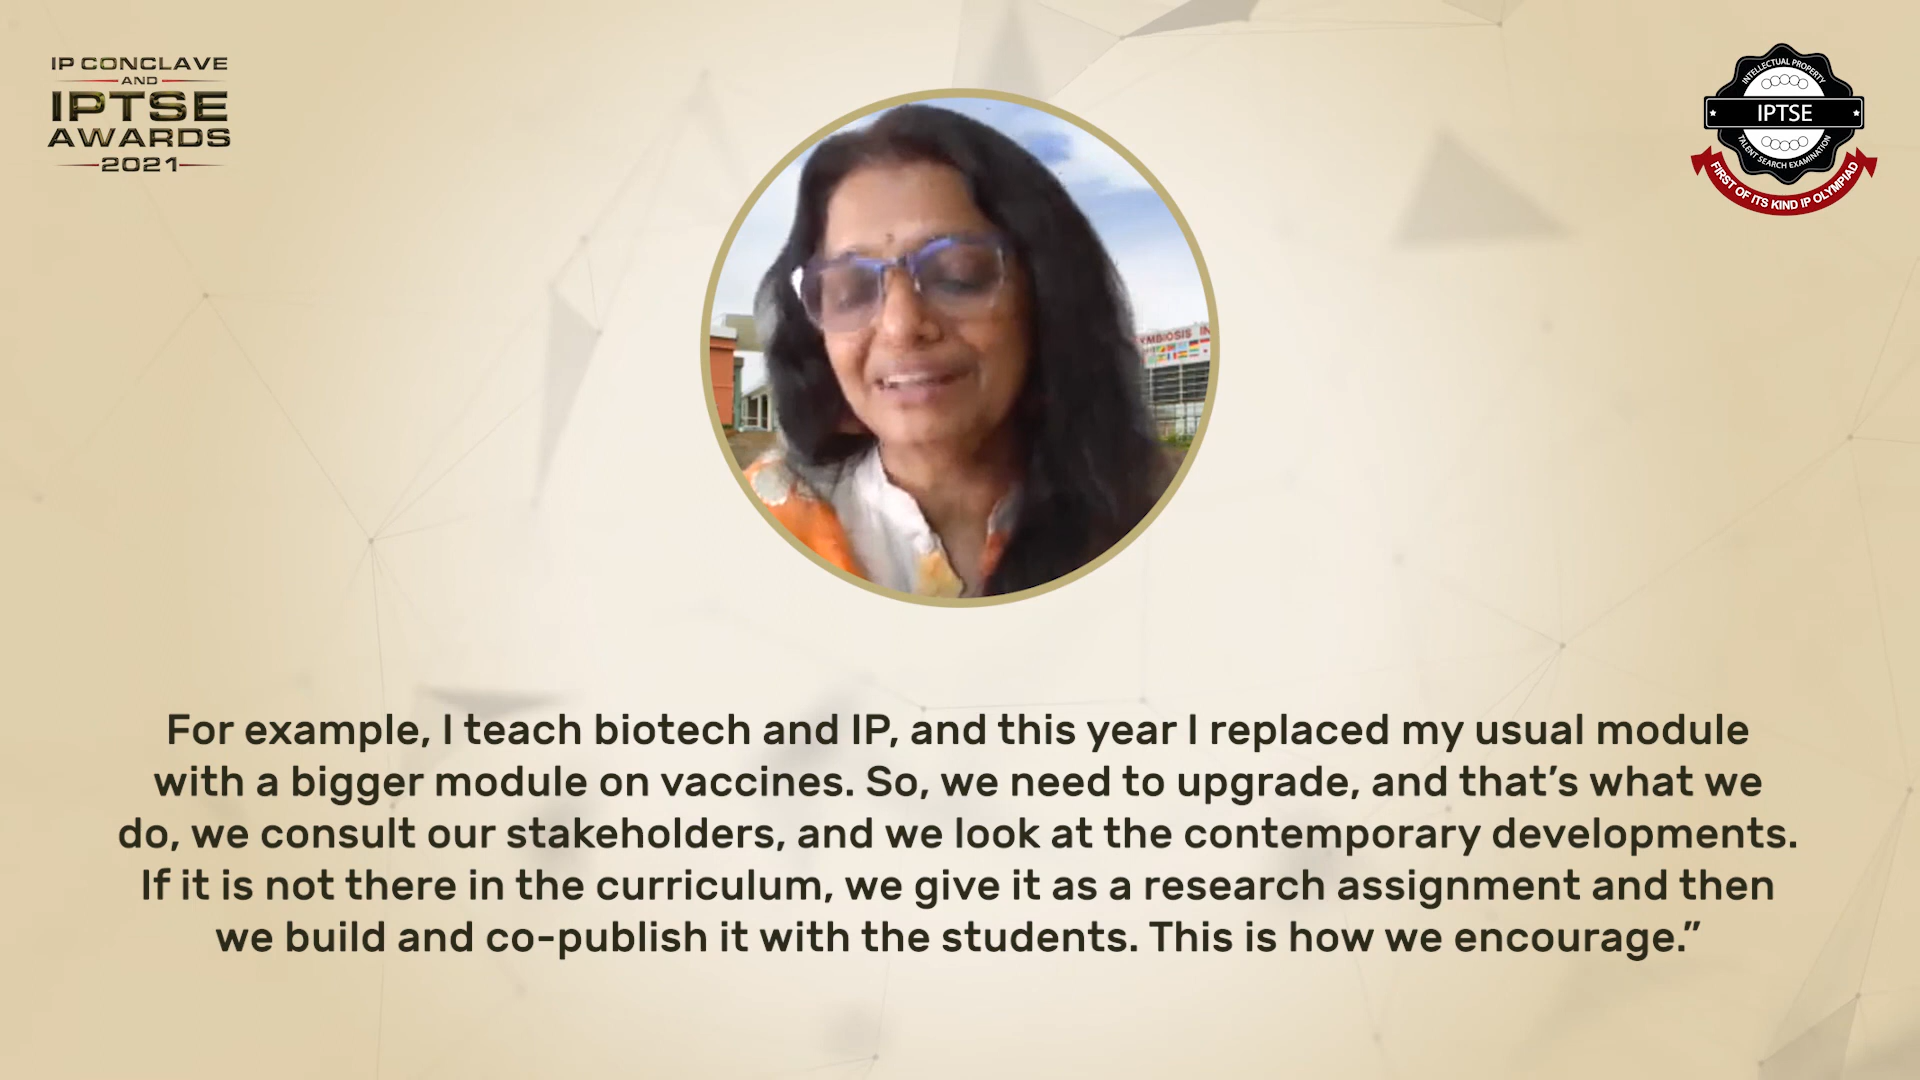 IP CONCLAVE
AND
IPTSE
AWARDS
2021
INTELLECTUAL PROPERTY
IPTSE
TALENT SEARCH EXAMINATION
FIRST OF ITS KIND IP OLYMPIAD
YMBIOSIS IN
For example, I teach biotech and IP, and this year I replaced my usual module
with a bigger module on vaccines. So, we need to upgrade, and that’s what we
do, we consult our stakeholders, and we look at the contemporary developments.
If it is not there in the curriculum, we give it as a research assignment and then
we build and co-publish it with the students. This is how we encourage.”